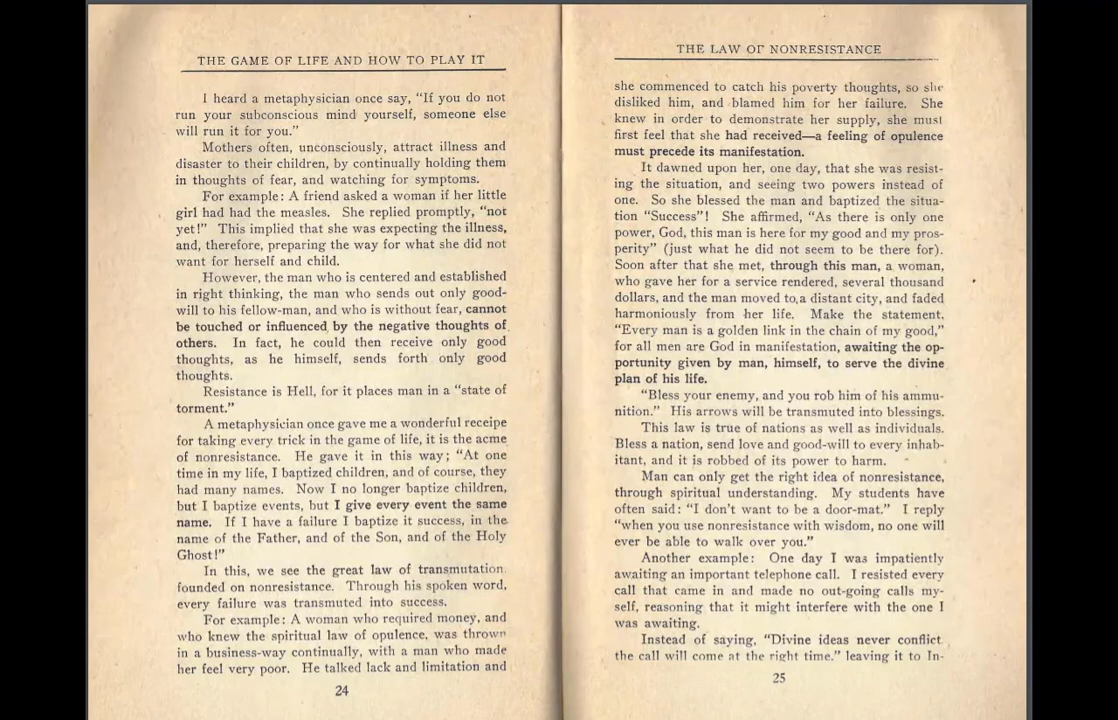 THE GAME OF LIFE AND HOW TO PLAY IT
I heard a metaphysician once say, “If you do not
run your subconscious mind yourself, someone else
will run it for you.”
Mothers often, unconsciously, attract illness and
disaster to their children, by continually holding them
in thoughts of fear, and watching for symptoms.
For example: A friend asked a woman if her little
girl had had the measles. She replied promptly, “not
yet!” This implied that she was expecting the illness,
and, therefore, preparing the way for what she did not
want for herself and child.
However, the man who is centered and established
in right thinking, the man who sends out only good-
will to his fellow-man, and who is without fear, cannot
be touched or influenced by the negative thoughts of
others. In fact, he could then receive only good
thoughts, as he himself, sends forth only good
thoughts.
Resistance is Hell, for it places man in a “state of
torment.”
A metaphysician once gave me a wonderful receipe
for taking every trick in the game of life, it is the acme
of nonresistance. He gave it in this way; “At one
time in my life, I baptized children, and of course, they
had many names. Now I no longer baptize children,
but I baptize events, but I give every event the same
name. If I have a failure I baptize it success, in the
name of the Father, and of the Son, and of the Holy
Ghost!”
In this, we see the great law of transmutation
founded on nonresistance. Through his spoken word,
every failure was transmuted into success.
For example: A woman who required money, and
who knew the spiritual law of opulence, was thrown
in a business-way continually, with a man who made
her feel very poor. He talked lack and limitation and
24
THE LAW OF NONRESISTANCE
she commenced to catch his poverty thoughts, so she
disliked him, and blamed him for her failure. She
knew in order to demonstrate her supply, she must
first feel that she had received—a feeling of opulence
must precede its manifestation.
It dawned upon her, one day, that she was resist-
ing the situation, and seeing two powers instead of
one. So she blessed the man and baptized the situa-
tion “Success”! She affirmed, “As there is only one
power, God, this man is here for my good and my pros-
perity” (just what he did not seem to be there for).
Soon after that she met, through this man, a woman,
who gave her for a service rendered, several thousand
dollars, and the man moved to a distant city, and faded
harmoniously from her life. Make the statement,
“Every man is a golden link in the chain of my good,”
for all men are God in manifestation, awaiting the op-
portunity given by man, himself, to serve the divine
plan of his life.
“Bless your enemy, and you rob him of his ammu-
nition.” His arrows will be transmuted into blessings.
This law is true of nations as well as individuals.
Bless a nation, send love and good-will to every inhab-
itant, and it is robbed of its power to harm.
Man can only get the right idea of nonresistance,
through spiritual understanding. My students have
often said: “I don’t want to be a door-mat.” I reply
“when you use nonresistance with wisdom, no one will
ever be able to walk over you.”
Another example: One day I was impatiently
awaiting an important telephone call. I resisted every
call that came in and made no out-going calls my-
self, reasoning that it might interfere with the one I
was awaiting.
Instead of saying, “Divine ideas never conflict
the call will come at the right time,” leaving it to In-
25